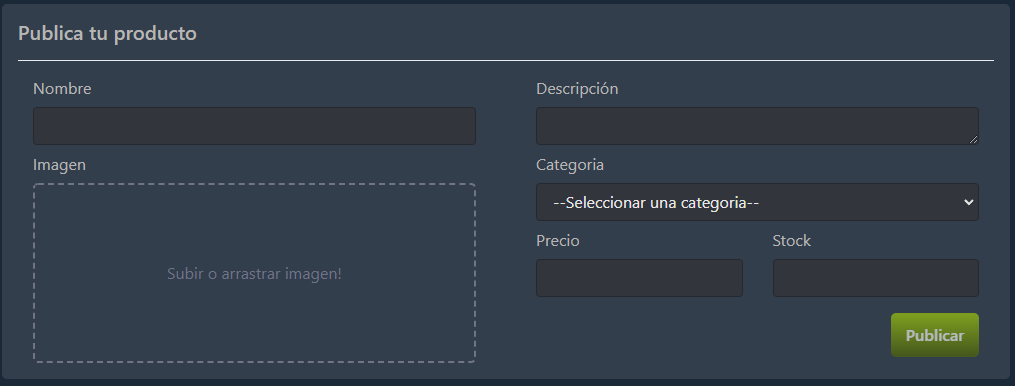 Publica tu producto
Nombre
Descripción
Imagen
Categoria
--Seleccionar una categoria--
Precio
Stock
Subir o arrastrar imagen!
Publicar